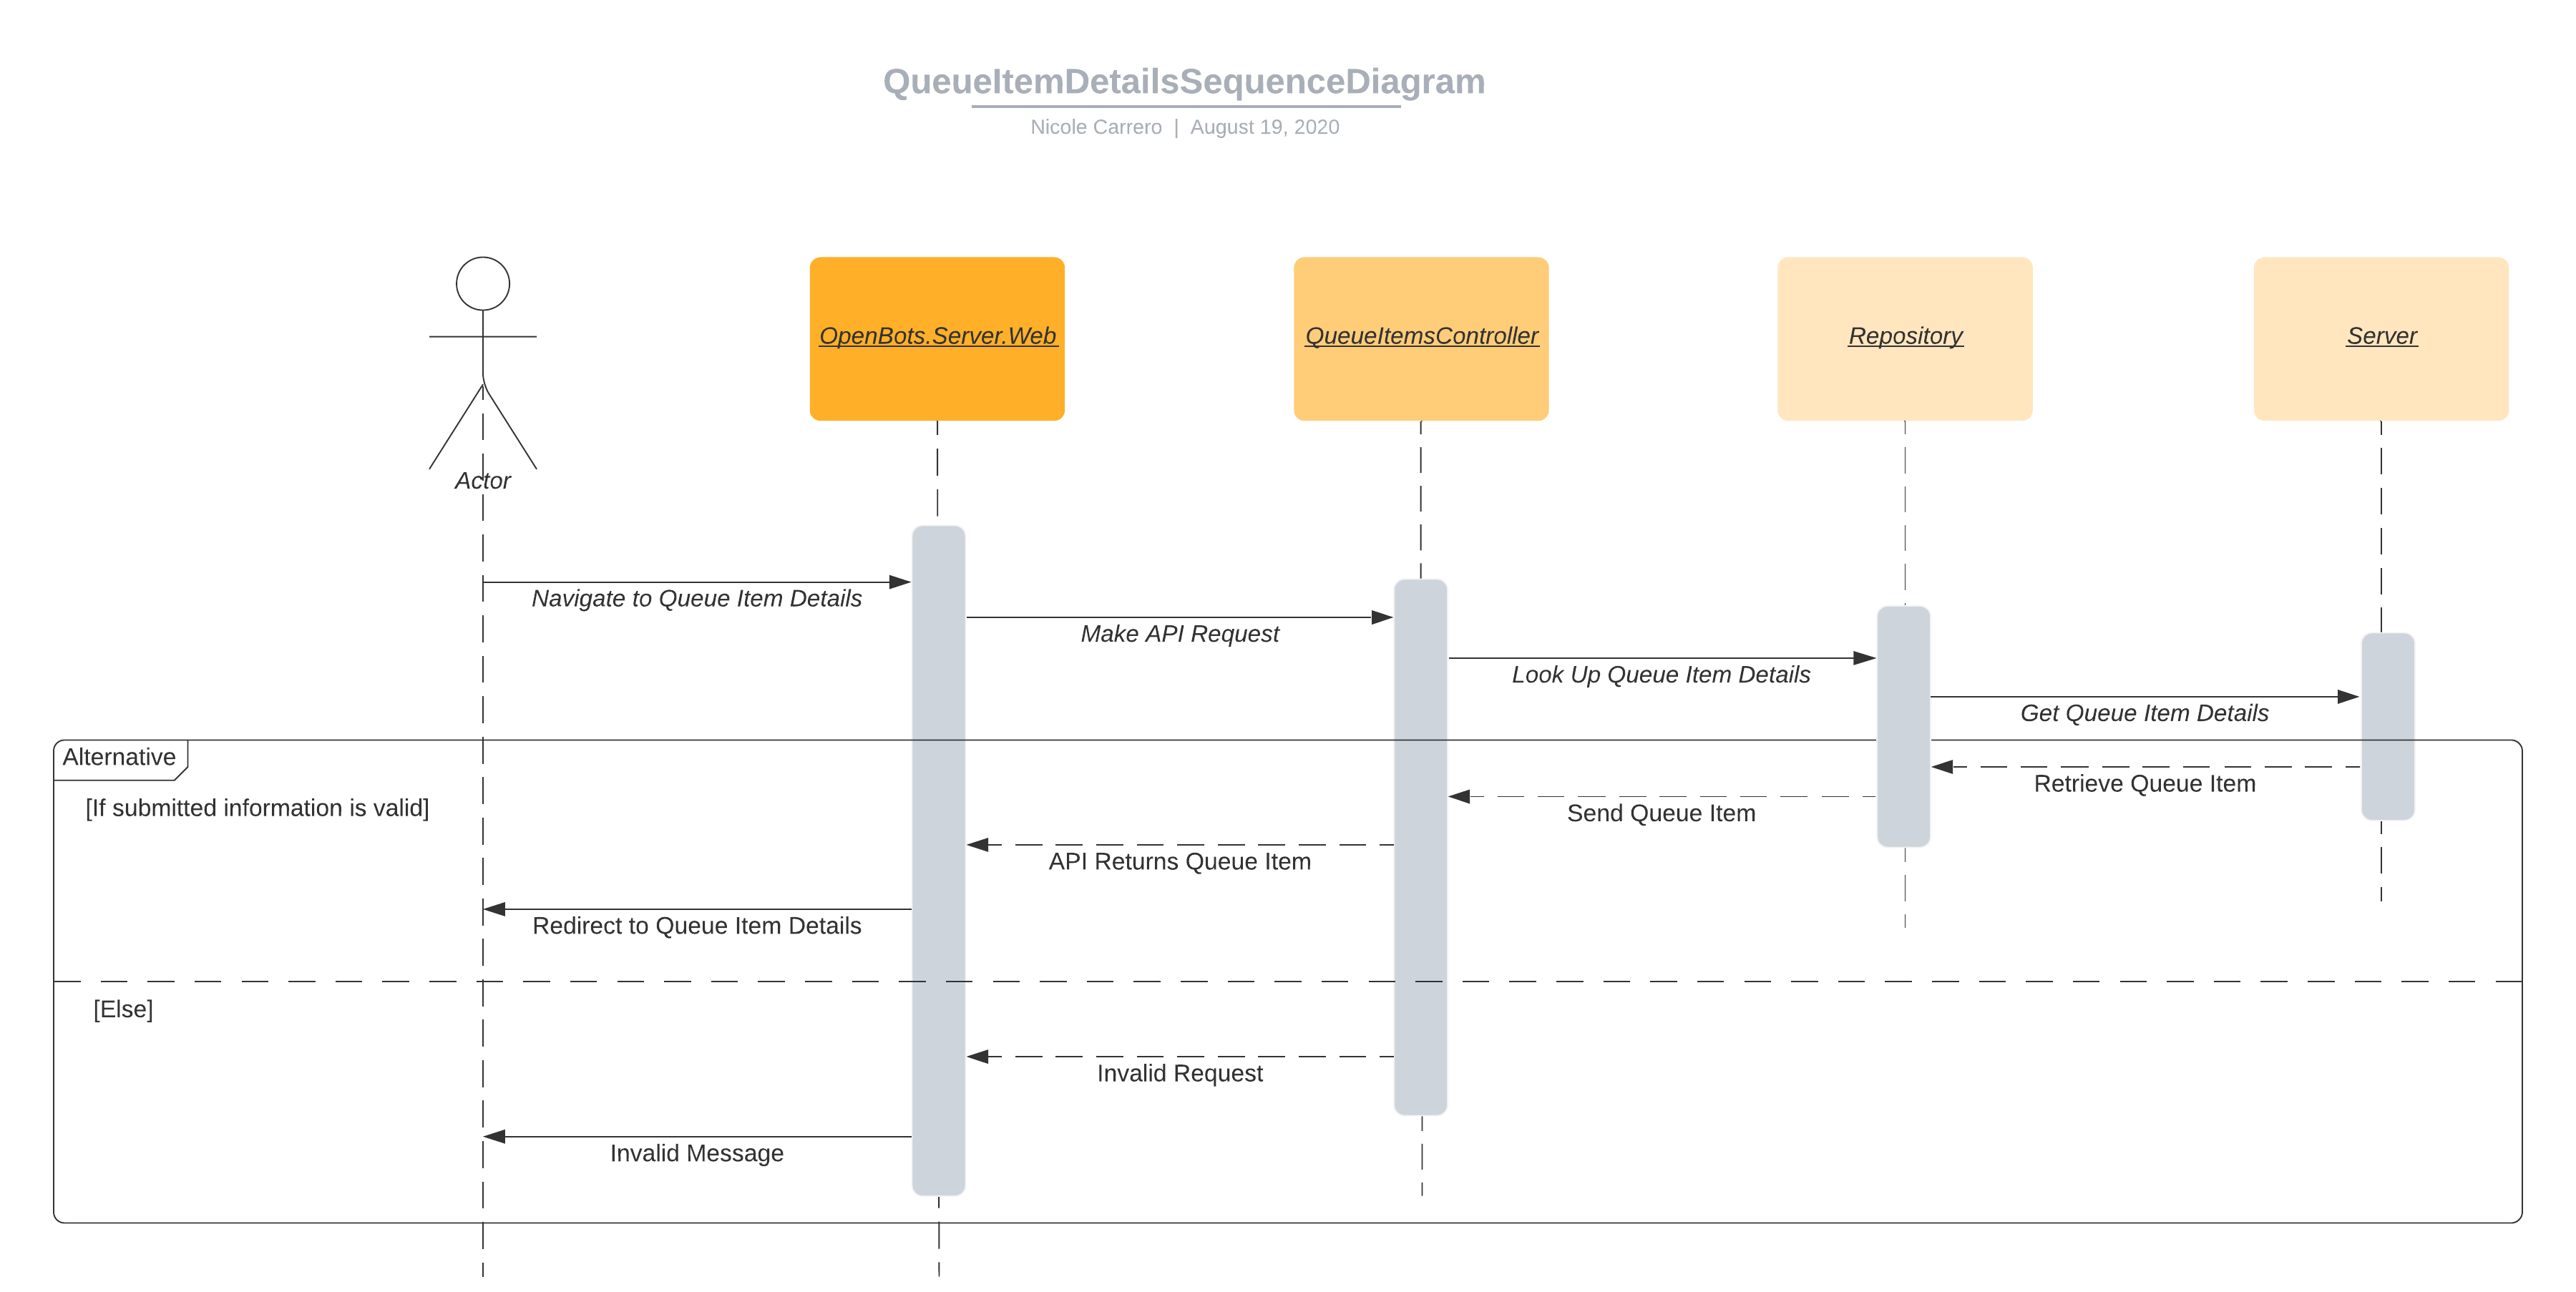 QueueItemDetailsSequenceDiagram
Nicole Carrero | August 19, 2020
Actor
OpenBots.Server.Web
QueueItemsController
Repository
Server
Navigate to Queue Item Details
Make API Request
Look Up Queue Item Details
Get Queue Item Details
Alternative
[If submitted information is valid]
Retrieve Queue Item
Send Queue Item
API Returns Queue Item
Redirect to Queue Item Details
[Else]
Invalid Request
Invalid Message